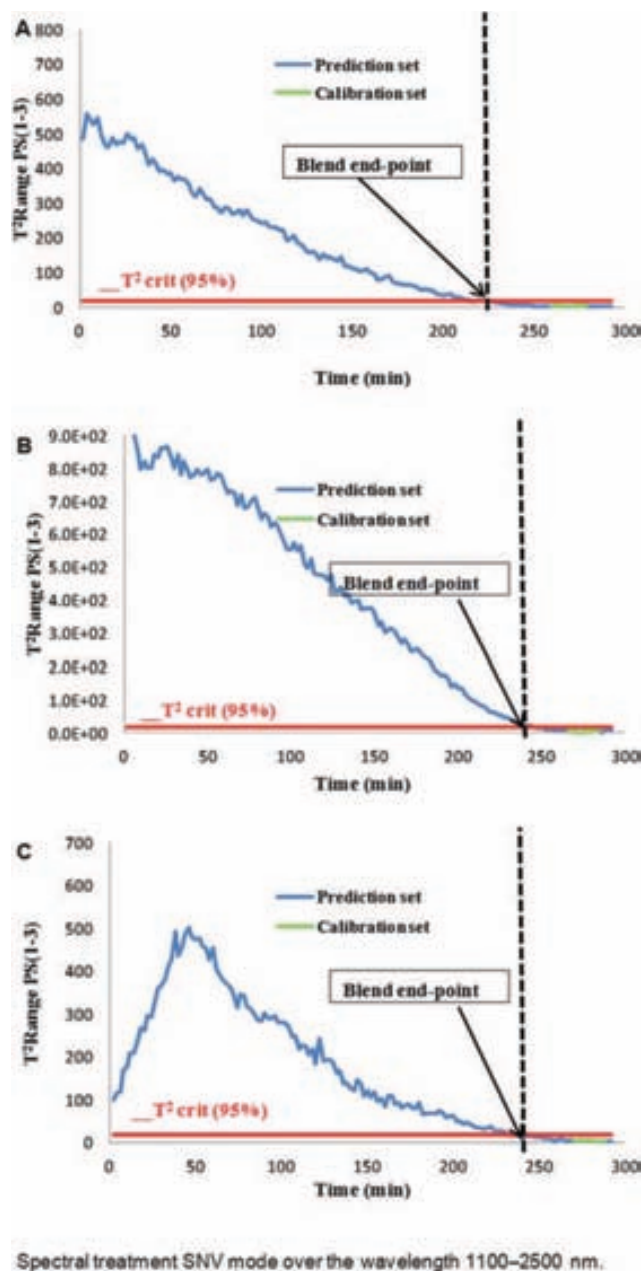 A
800
700
600
500
400
300
200
100
0
T²Range PS(1-3)
Prediction set
Calibration set
Blend end-point
__T² crit (95%)
0 50 100 150 200 250 3000
Time (min)
B
9.0E+02
8.0E+02
7.0E+02
6.0E+02
5.0E+02
4.0E+02
3.0E+02
2.0E+02
1.0E+02
0.0E+00
T²Range PS(1-3)
Prediction set
Calibration set
Blend end-point
__T² crit (95%)
0 50 100 150 200 250 3000
Time (min)
C
700
600
500
400
300
200
100
0
T²Range PS(1-3)
Prediction set
Calibration set
Blend end-point
__T² crit (95%)
0 50 100 150 200 250 3000
Time (min)
Spectral treatment SNV mode over the wavelength 1100–2500 nm.